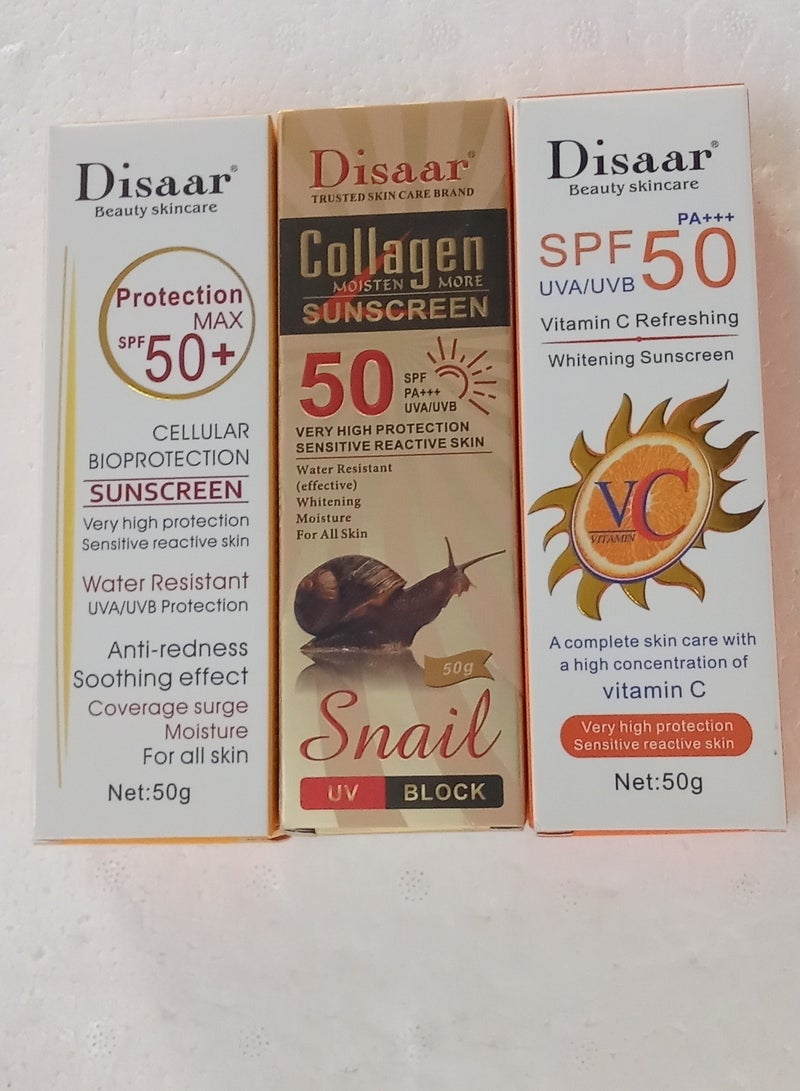 Disaar®
Beauty skincare
Protection
MAX
SPF 50+
CELLULAR
BIOPROTECTION
SUNSCREEN
Very high protection
Sensitive reactive skin
Water Resistant
UVA/UVB Protection
Anti-redness
Soothing effect
Coverage surge
Moisture
For all skin
Net:50g
Disaar®
TRUSTED SKIN CARE BRAND
Collagen
MOISTEN MORE
SUNSCREEN
50
SPF
PA+++
UVA/UVB
VERY HIGH PROTECTION
SENSITIVE REACTIVE SKIN
Water Resistant
(effective)
Whitening
Moisture
For All Skin
50g
Snail
UV BLOCK
Disaar®
Beauty skincare
PA+++
SPF 50
UVA/UVB
Vitamin C Refreshing
Whitening Sunscreen
VC
VITAMIN
A complete skin care with
a high concentration of
vitamin C
Very high protection
Sensitive reactive skin
Net:50g